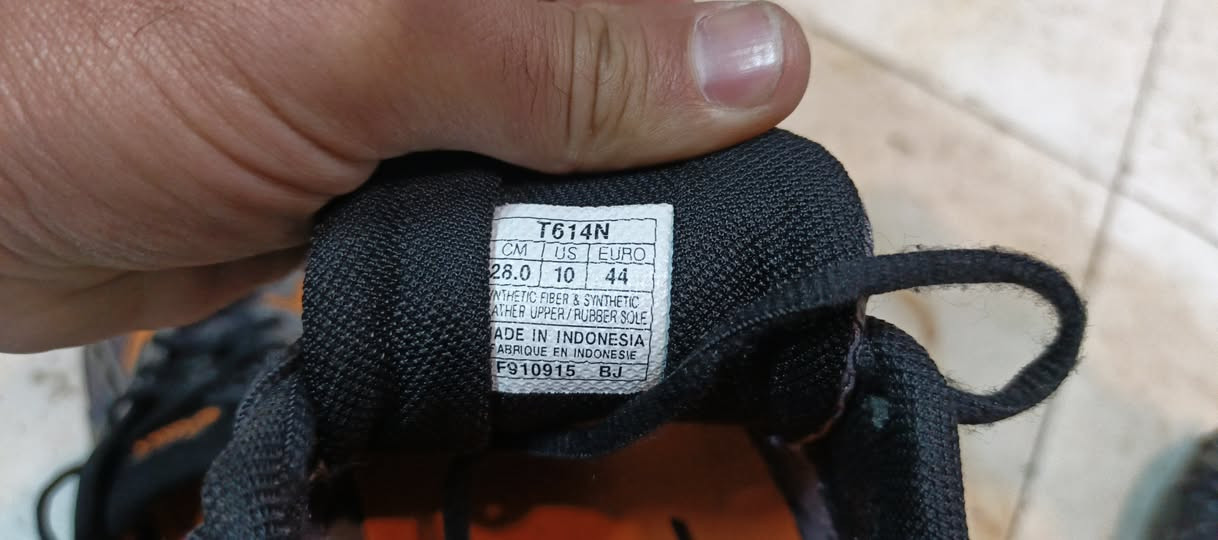 T614N
CM US EURO
28.0 10 44
NTHETIC FIBER & SYNTHETIC
ATHER UPPER / RUBBER SOLE
ADE IN INDONESIA
FABRIQUE EN INDONESIE
F910915 BJ